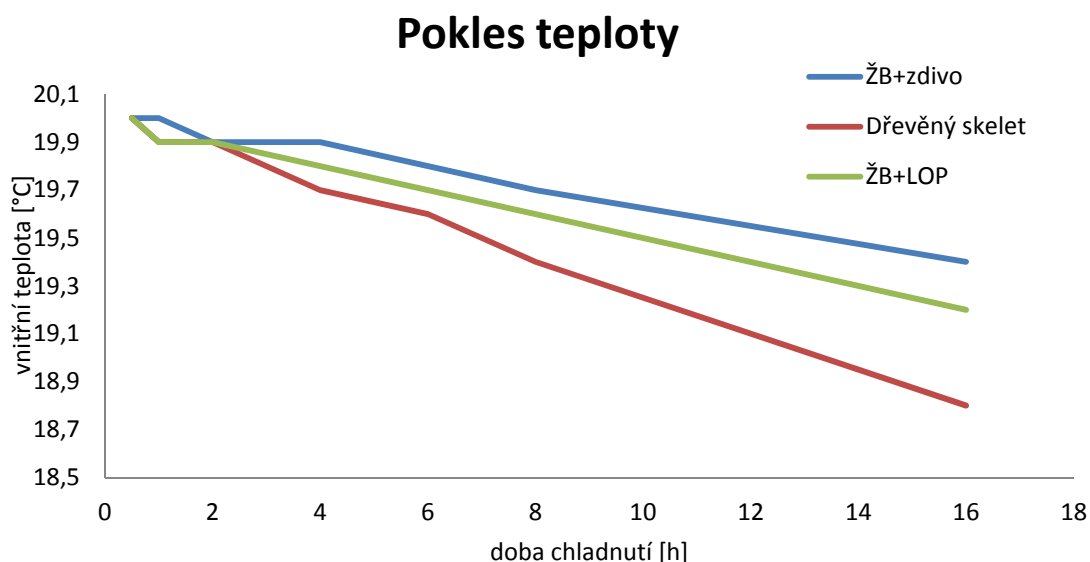 Pokles teploty
ŽB+zdivo
Dřevěný skelet
ŽB+LOP
vnitřní teplota [°C]
20,1
19,9
19,7
19,5
19,3
19,1
18,9
18,7
18,5
0 2 4 6 8 10 12 14 16 18
doba chladnutí [h]